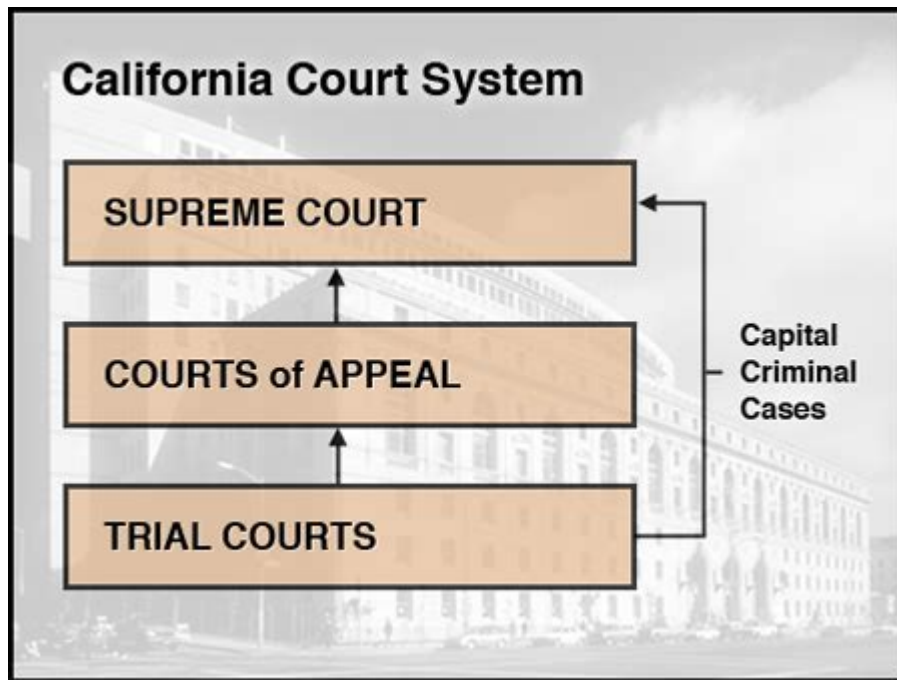 California Court System
SUPREME COURT
COURTS of APPEAL
TRIAL COURTS
Capital
Criminal
Cases